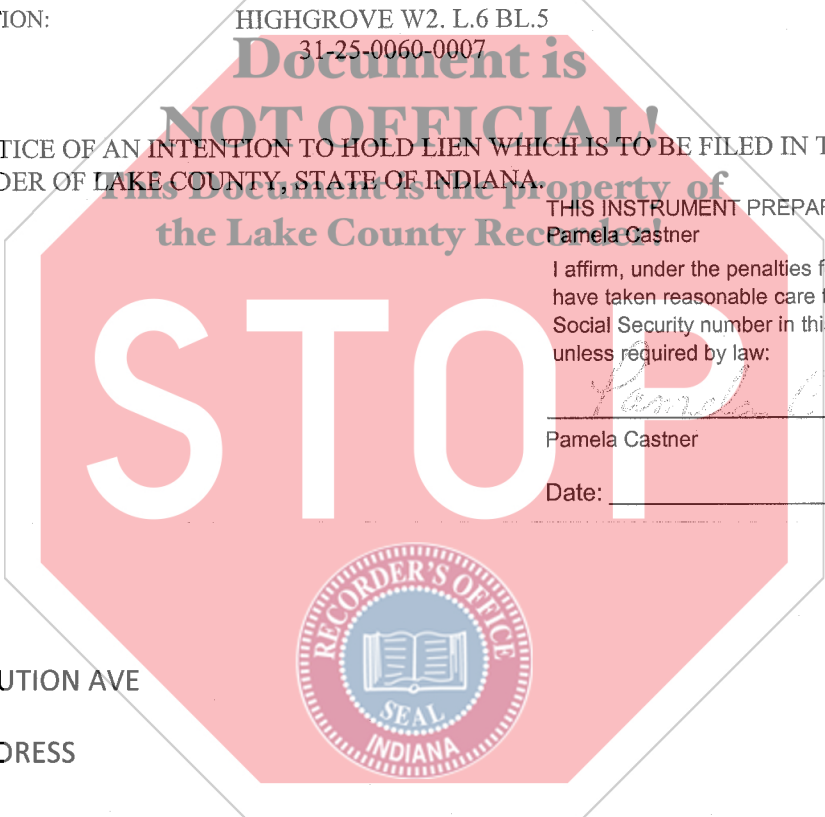 TION:
HIGHGROVE W2. L.6 BL.5
31-25-0060-0007
Document is
NOT OFFICIAL!
TICE OF AN INTENTION TO HOLD LIEN WHICH IS TO BE FILED IN T
DER OF LAKE COUNTY, STATE OF INDIANA.
This Document is the property of
the Lake County Recorder!
THIS INSTRUMENT PREPAR
Pamela Castner
I affirm, under the penalties f
have taken reasonable care t
Social Security number in this
unless required by law:
Pamela C
Pamela Castner
Date:
STOP
RECORDER'S OFFICE
SEAL
INDIANA
UTION AVE
DRESS